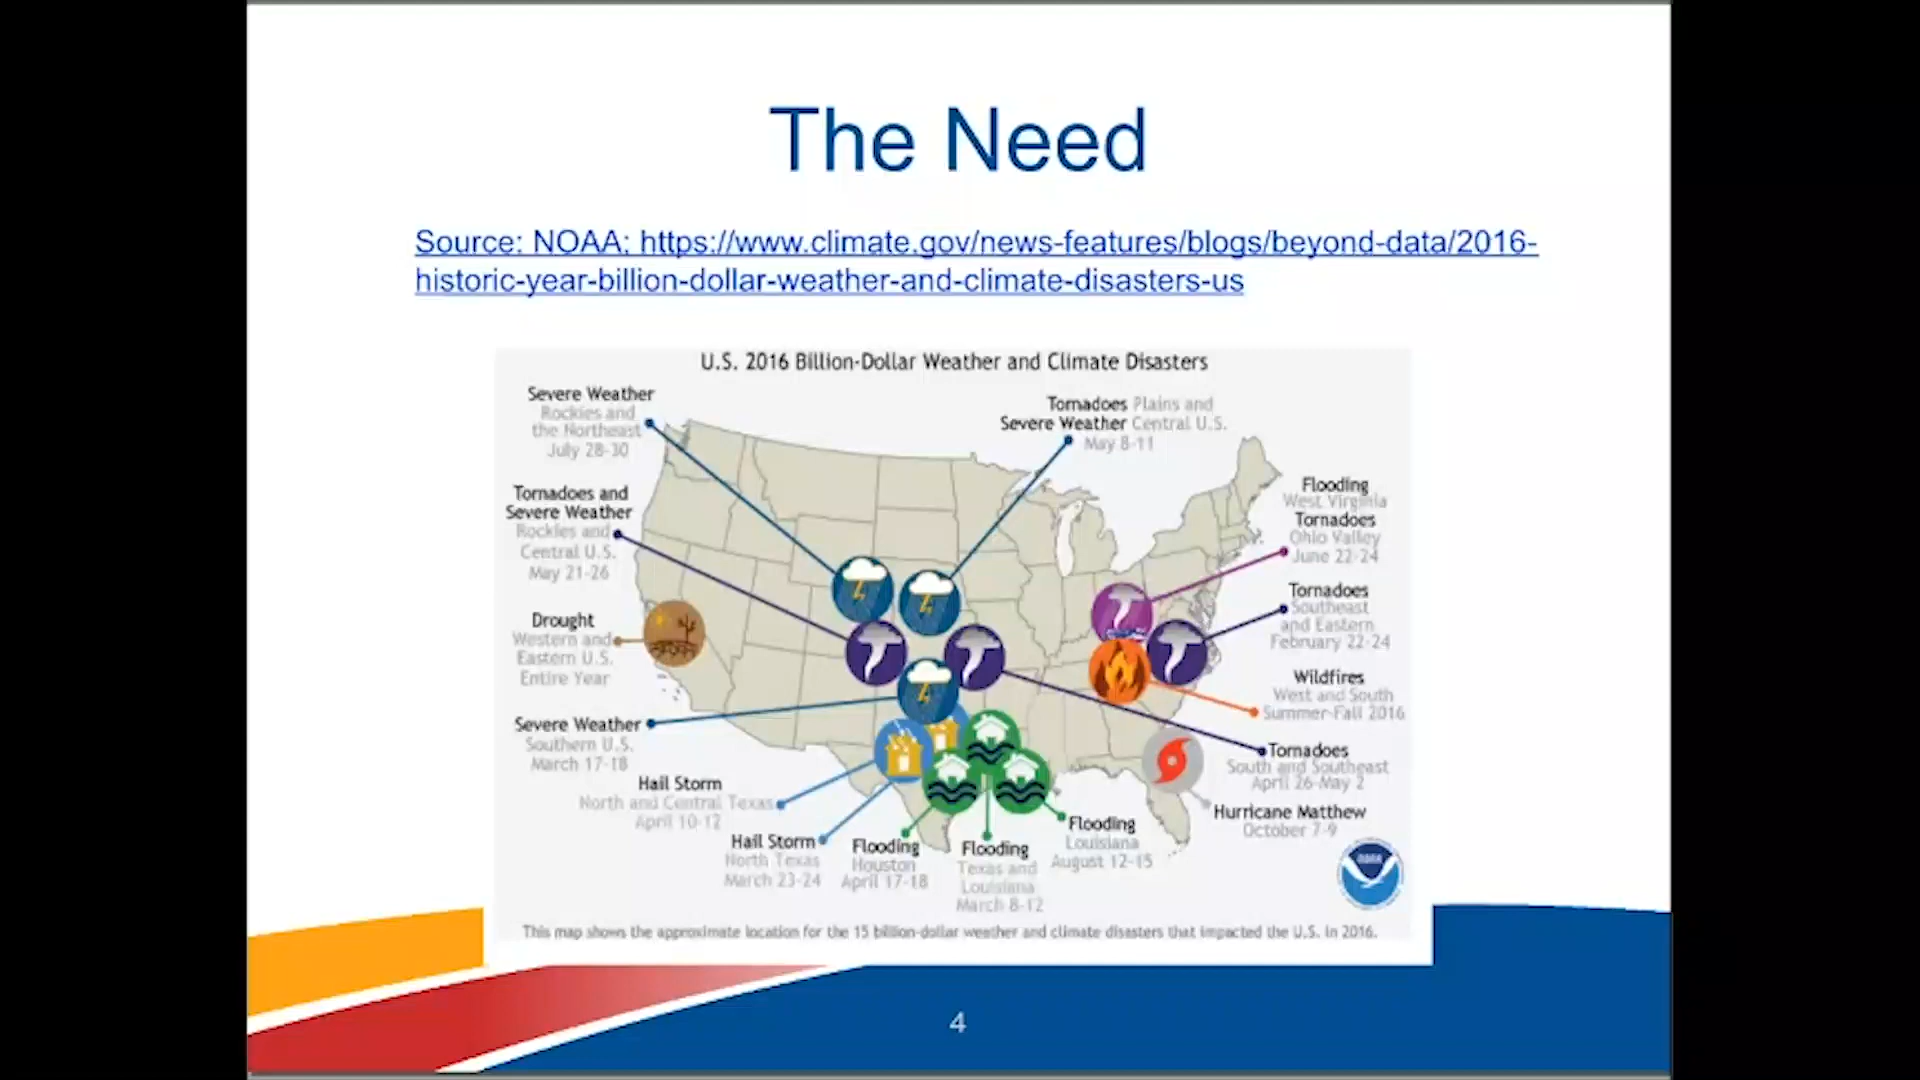 The Need
Source: NOAA; https://www.climate.gov/news-features/blogs/beyond-data/2016-
historic-year-billion-dollar-weather-and-climate-disasters-us
U.S. 2016 Billion-Dollar Weather and Climate Disasters
Severe Weather
Rockies and
the Northeast
July 28-30
Tornadoes and
Severe Weather
Rockies and
Central U.S.
May 21-26
Drought
Western and
Eastern U.S.
Entire Year
Severe Weather
Southern U.S.
March 17-18
Hail Storm
North and Central Texas
April 10-12
Hail Storm
North Texas
March 23-24
Flooding
Houston
April 17-18
Flooding
Texas and
Louisiana
March 8-12
Flooding
Louisiana
August 12-15
Tornadoes Plains and
Severe Weather Central U.S.
May 8-11
Flooding
West Virginia
Tornadoes
Ohio Valley
June 22-24
Tornadoes
Southeast
and Eastern
February 22-24
Wildfires
West and South
Summer-Fall 2016
Tornadoes
South and Southeast
April 26-May 2
Hurricane Matthew
October 7-9
NOAA
This map shows the approximate location for the 15 billion-dollar weather and climate disasters that impacted the U.S. in 2016.
4